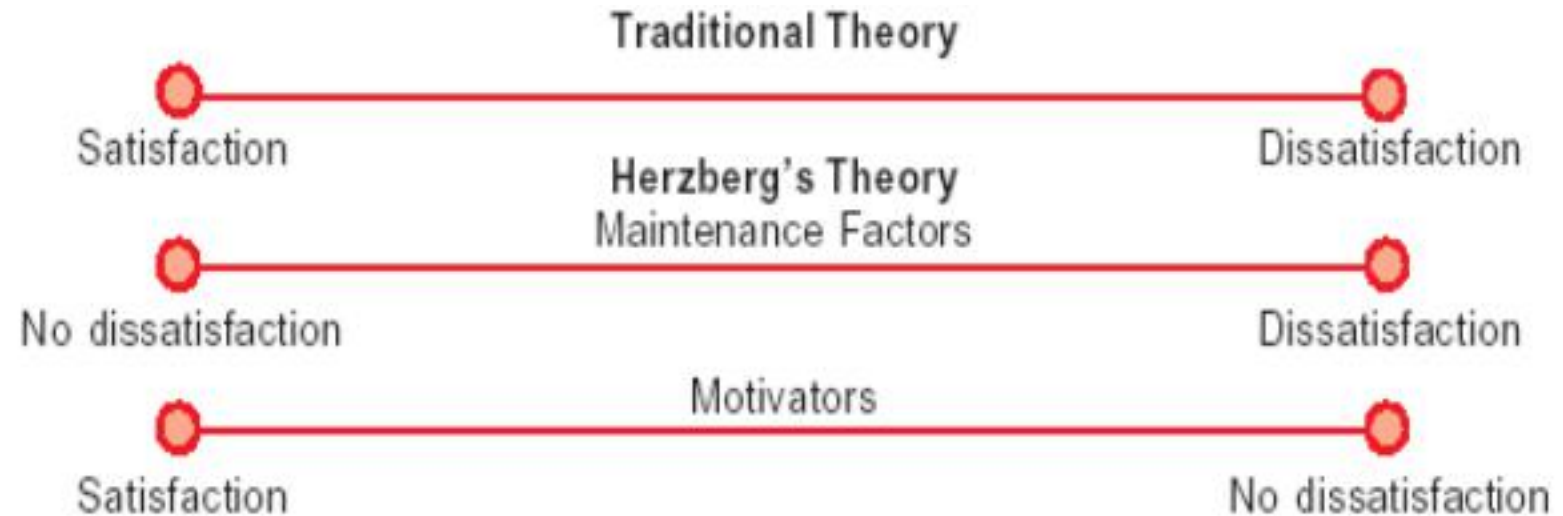 Traditional Theory
Satisfaction Dissatisfaction
Herzberg's Theory
Maintenance Factors
No dissatisfaction Dissatisfaction
Motivators
Satisfaction No dissatisfaction